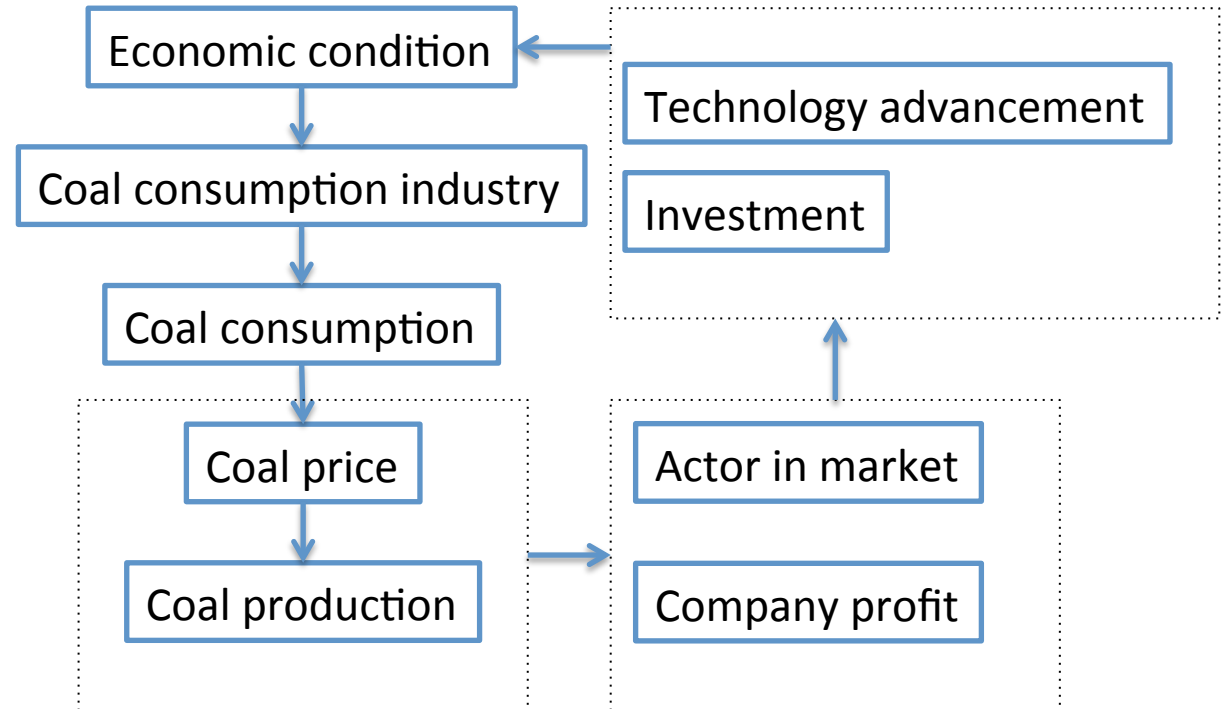 Economic condition
Technology advancement
Coal consumption industry
Investment
Coal consumption
Coal price
Actor in market
Coal production
Company profit